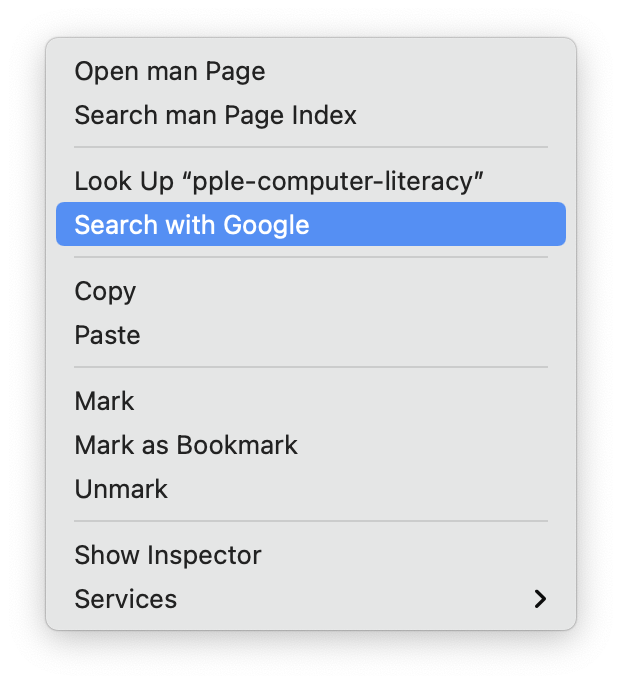 Open man Page
Search man Page Index
Look Up “pple-computer-literacy”
Search with Google
Copy
Paste
Mark
Mark as Bookmark
Unmark
Show Inspector
Services